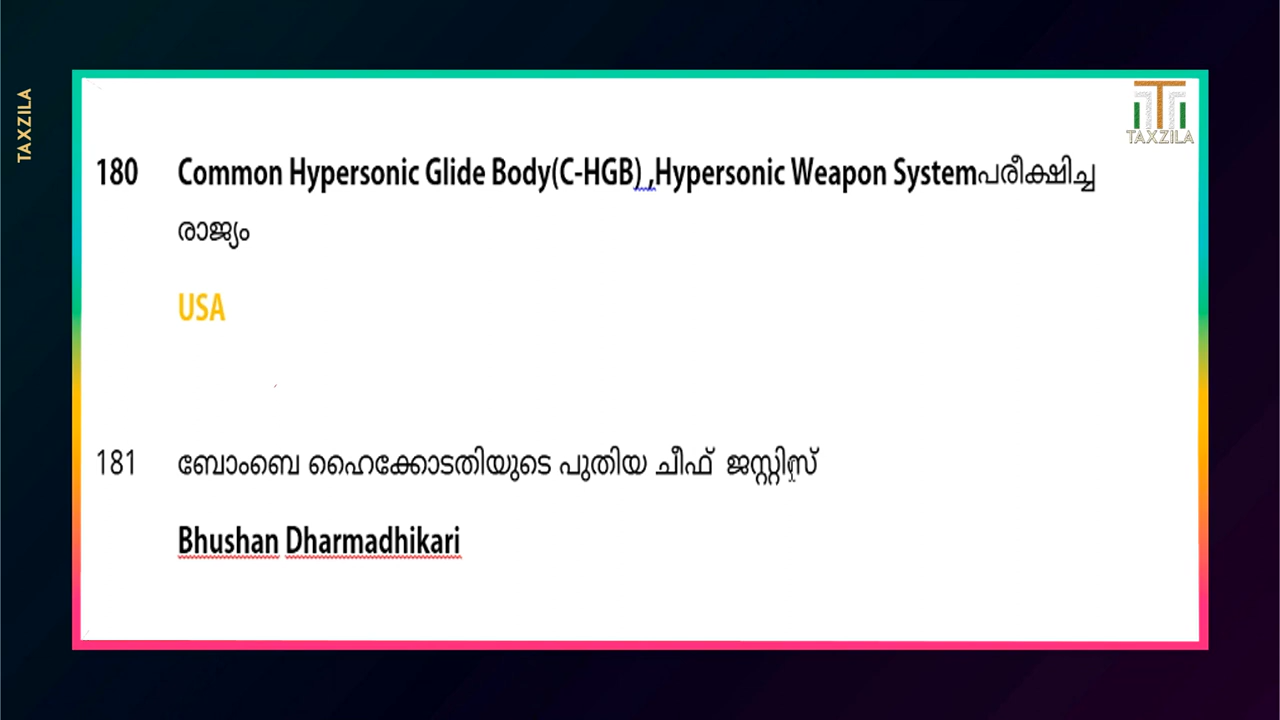 TAXZILA
TAXZILA
180 Common Hypersonic Glide Body(C-HGB) ,Hypersonic Weapon Systemപരീക്ഷിച്ച
രാജ്യം
USA
181 ബോംബെ ഹൈക്കോടതിയുടെ പുതിയ ചീഫ് ജസ്റ്റിസ്
Bhushan Dharmadhikari